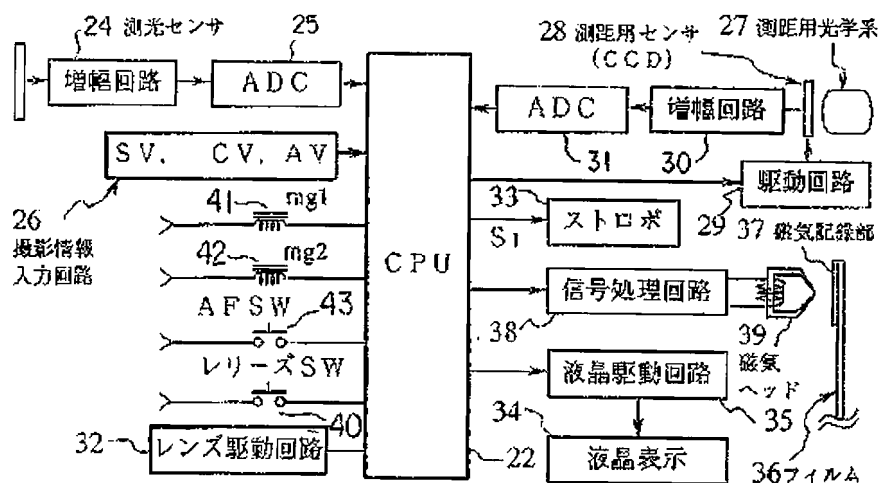 24 測光センサ
25
増幅回路
ADC
28 測距用センサ
(CCD)
27 測距用光学系
ADC
31
増幅回路
30
SV, CV, AV
26
撮影情報
入力回路
41 mg1
42 mg2
AFSW 43
レリーズSW
40
32 レンズ駆動回路
CPU
22
駆動回路
29
33
ストロボ
S1
37 磁気記録部
信号処理回路
38
39
磁気
ヘッド
液晶駆動回路
35
34
液晶表示
36 フィルム